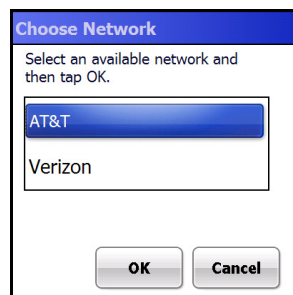 Choose Network
Select an available network and
then tap OK.
AT&T
Verizon
OK Cancel